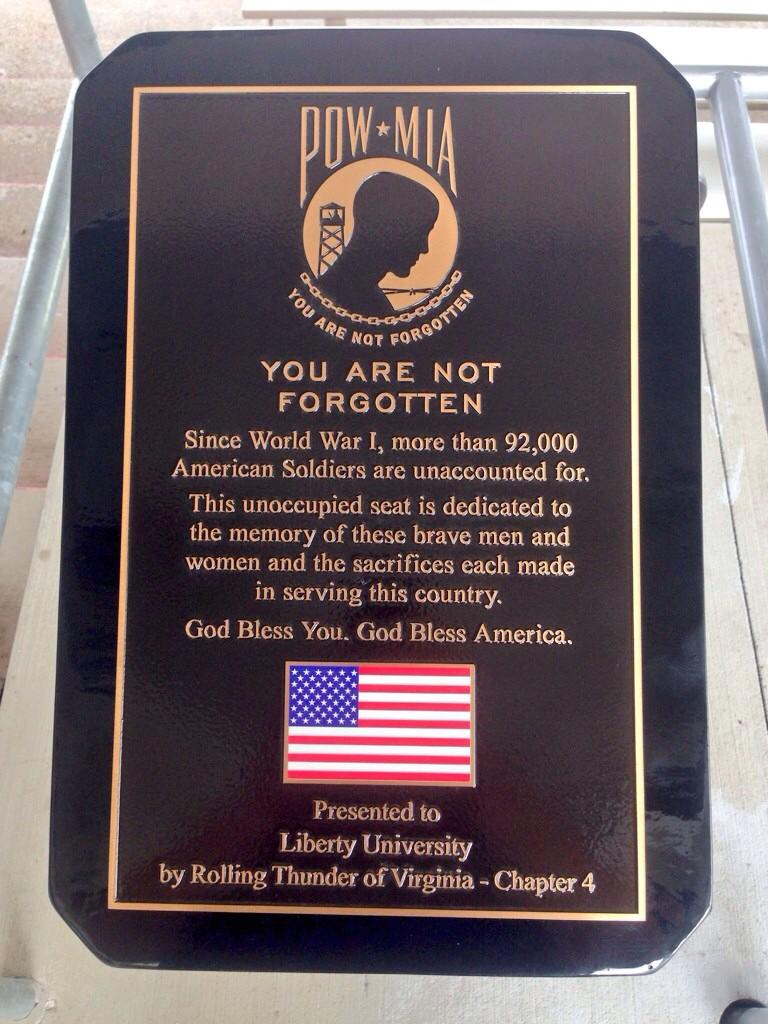 POW★MIA
YOU ARE NOT FORGOTTEN
YOU ARE NOT
FORGOTTEN
Since World War I, more than 92,000
American Soldiers are unaccounted for.
This unoccupied seat is dedicated to
the memory of these brave men and
women and the sacrifices each made
in serving this country.
God Bless You. God Bless America.
Presented to
Liberty University
by Rolling Thunder of Virginia - Chapter 4